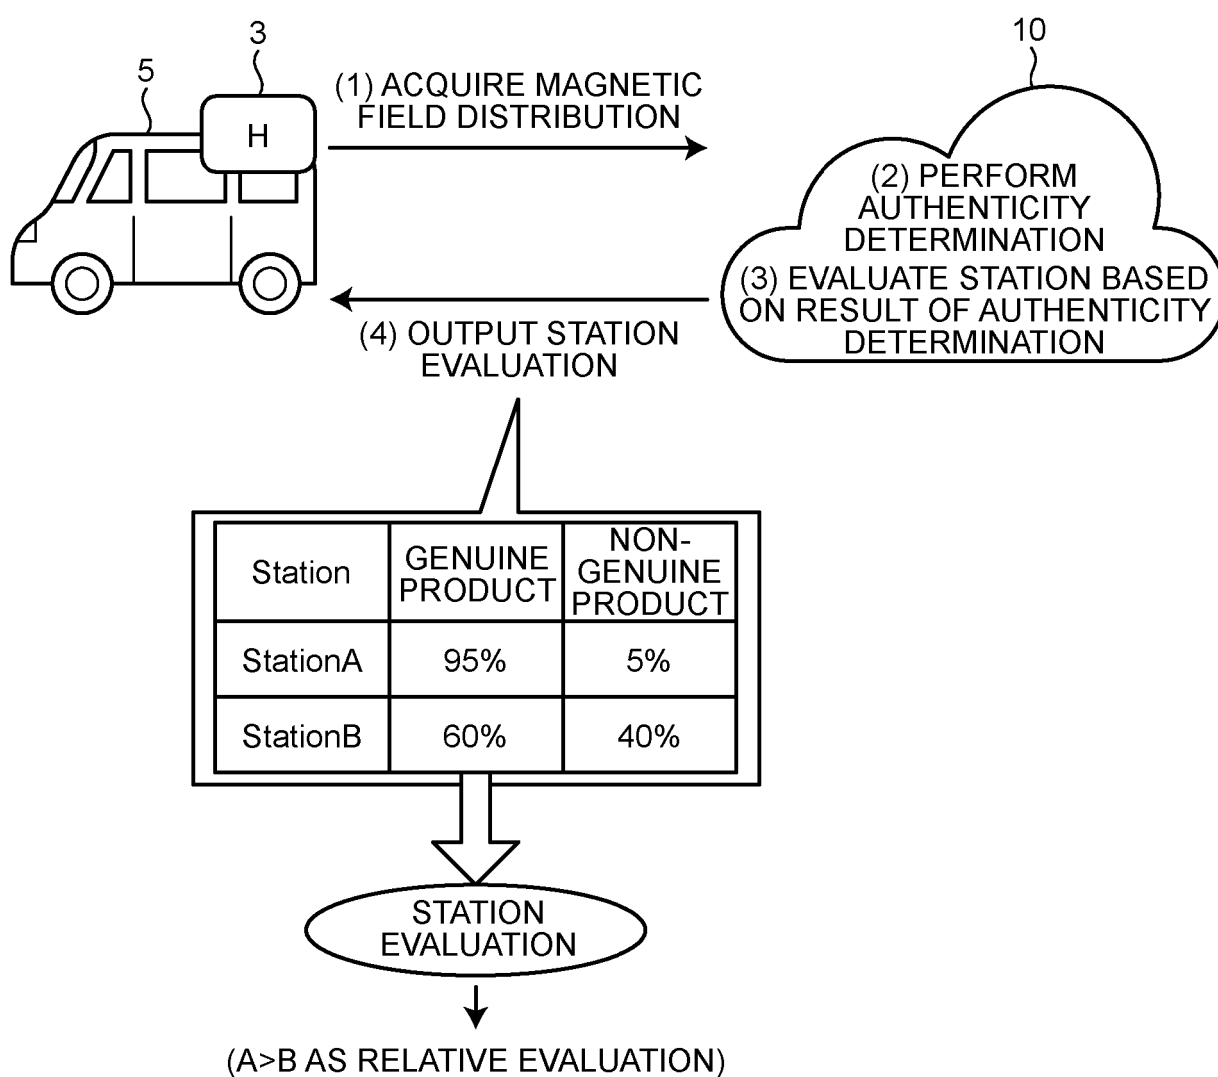 3
10
5
(1) ACQUIRE MAGNETIC
FIELD DISTRIBUTION
H
(2) PERFORM
AUTHENTICITY
DETERMINATION
(3) EVALUATE STATION BASED
ON RESULT OF AUTHENTICITY
DETERMINATION
(4) OUTPUT STATION
EVALUATION
Station
GENUINE
PRODUCT
NON-
GENUINE
PRODUCT
StationA
95%
5%
StationB
60%
40%
STATION
EVALUATION
(A>B AS RELATIVE EVALUATION)